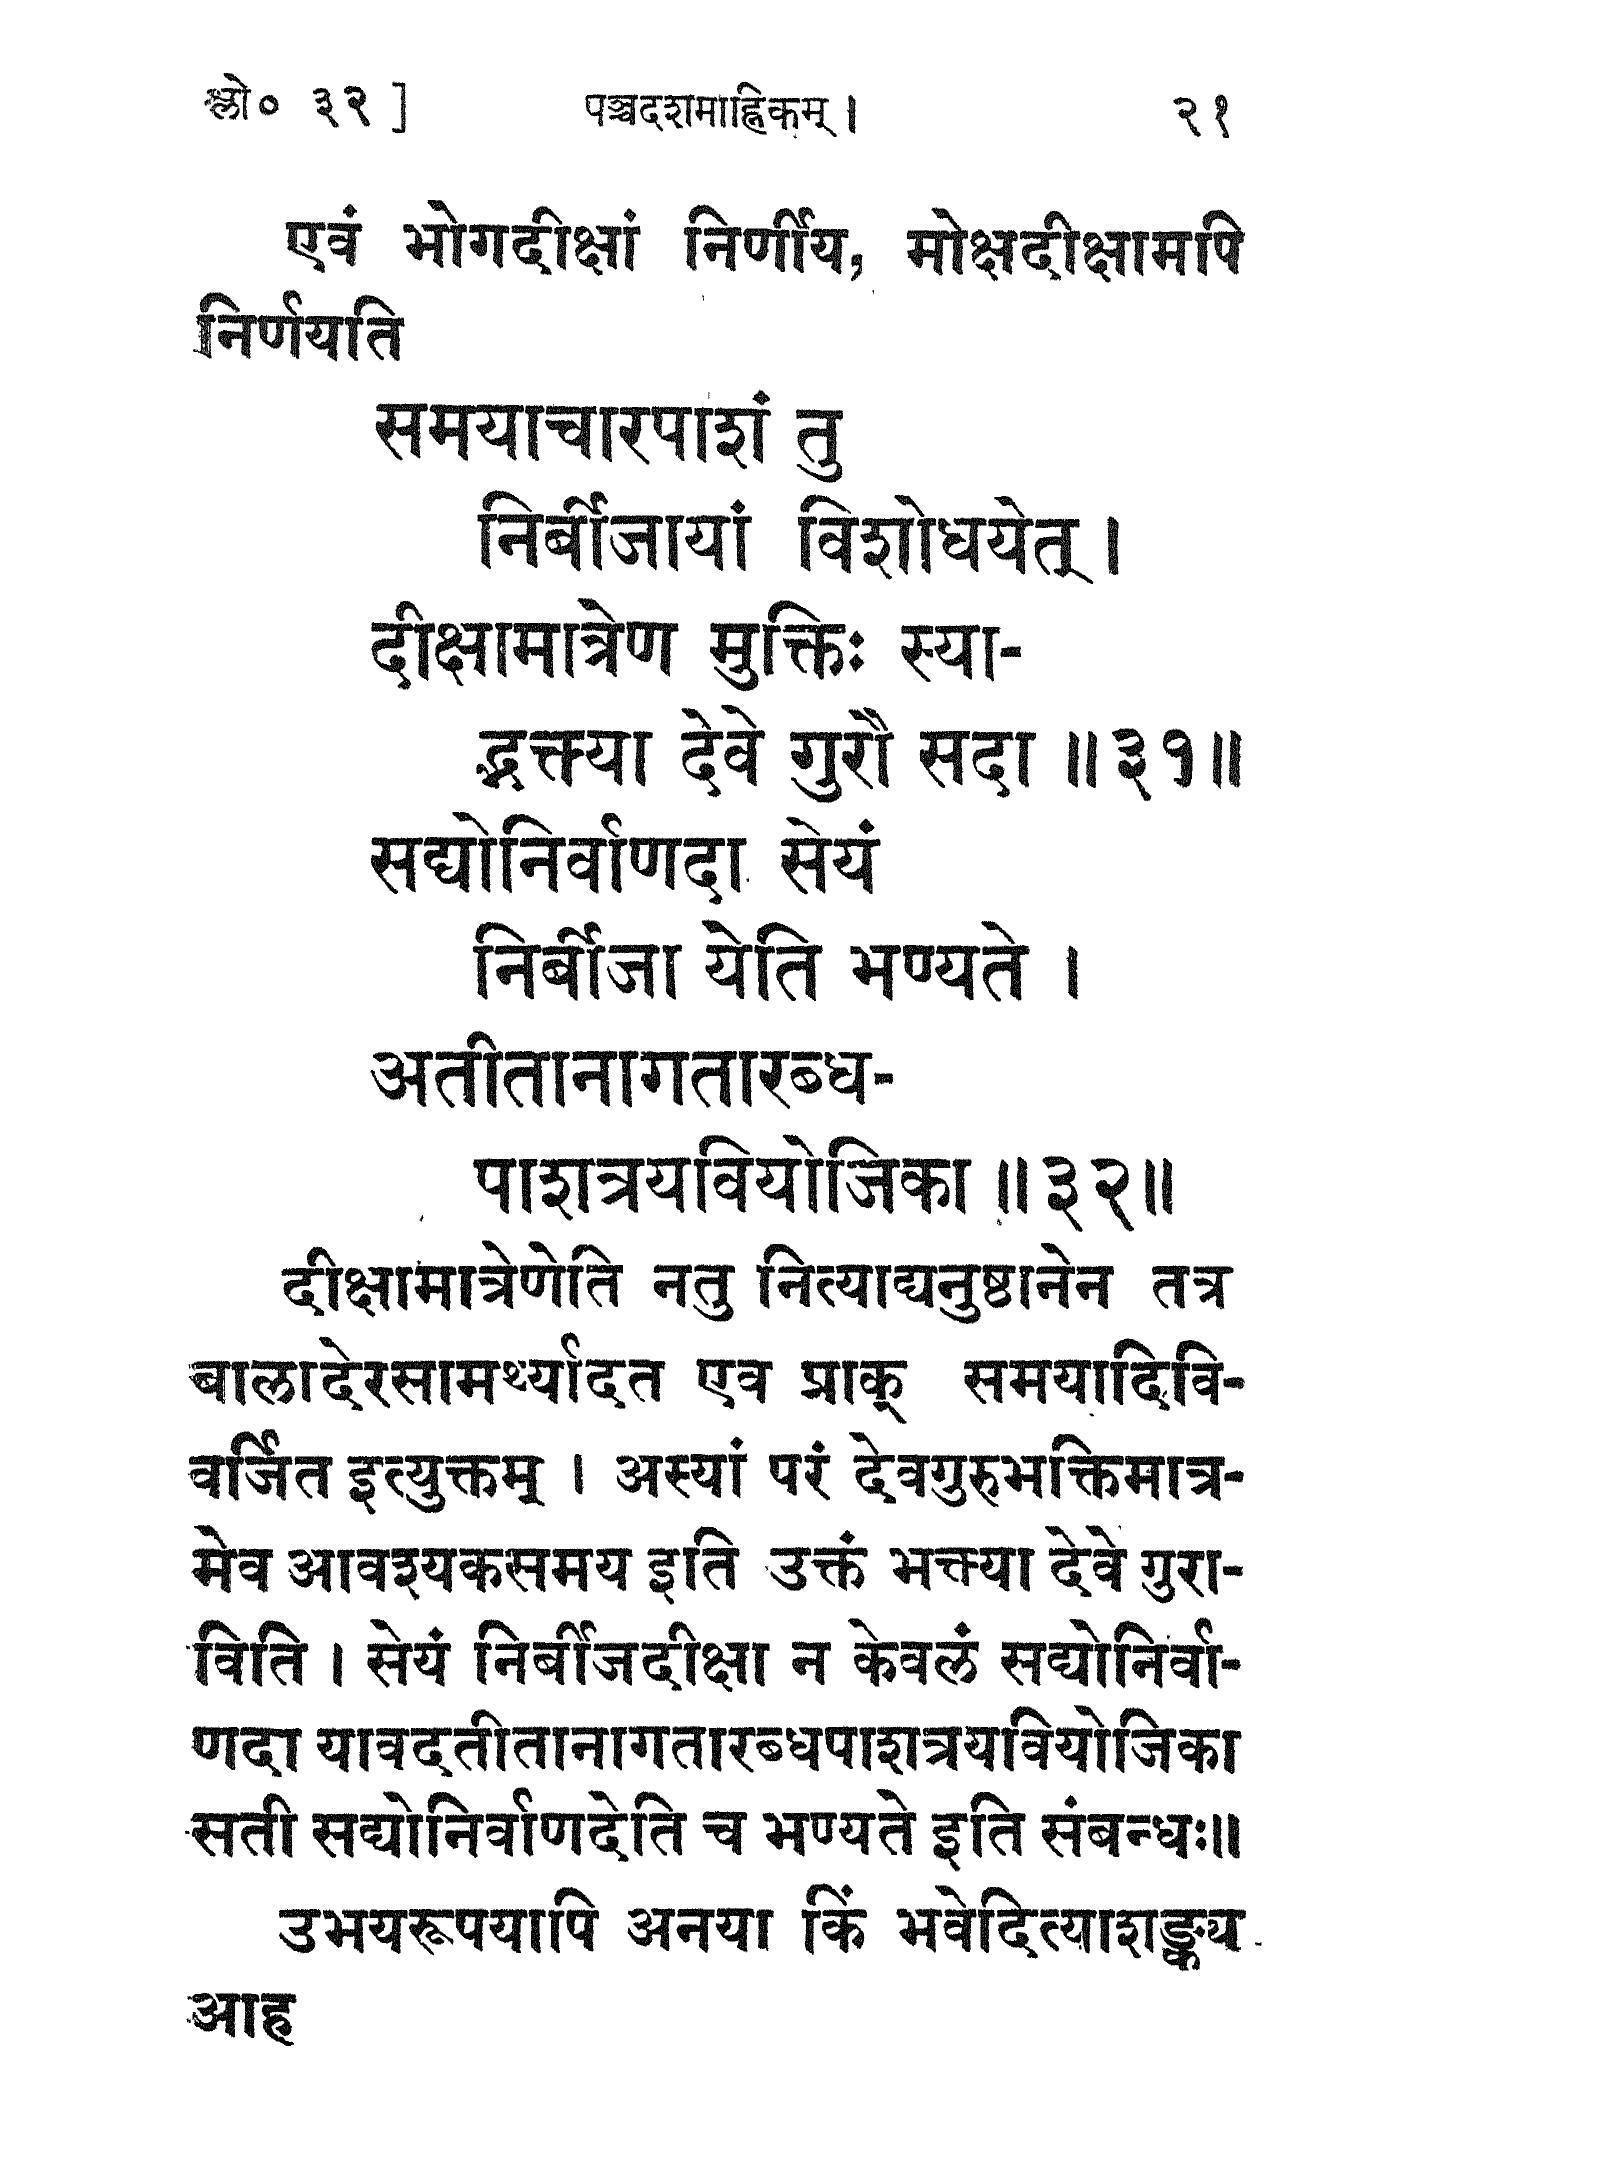 श्लो० ३२ ] पञ्चदशमाह्निकम् । २१
एवं भोगदीक्षां निर्णीय, मोक्षदीक्षामपि
निर्णयति
समयाचारपाशं तु
निर्बीजायां विशोधयेत् ।
दीक्षामात्रेण मुक्तिः स्या-
द्भक्त्या देवे गुरौ सदा ॥३१॥
सद्योनिर्वाणदा सेयं
निर्बीजा येति भण्यते ।
अतीतानागतारब्ध-
पाशत्रयवियोजिका ॥३२॥
दीक्षामात्रेणेति नतु नित्याद्यनुष्ठानेन तत्र
बालादेरसामर्थ्यादत एव प्राक् समयादिवि-
वर्जित इत्युक्तम् । अस्यां परं देवगुरुभक्तिमात्र-
मेव आवश्यकसमय इति उक्तं भक्त्या देवे गुरा-
विति । सेयं निर्बीजदीक्षा न केवलं सद्योनिर्वा-
णदा यावदतीतानागतारब्धपाशत्रयवियोजिका
सती सद्योनिर्वाणदेति च भण्यते इति संबन्धः॥
उभयरूपयापि अनया किं भवेदित्याशङ्क्य
आह